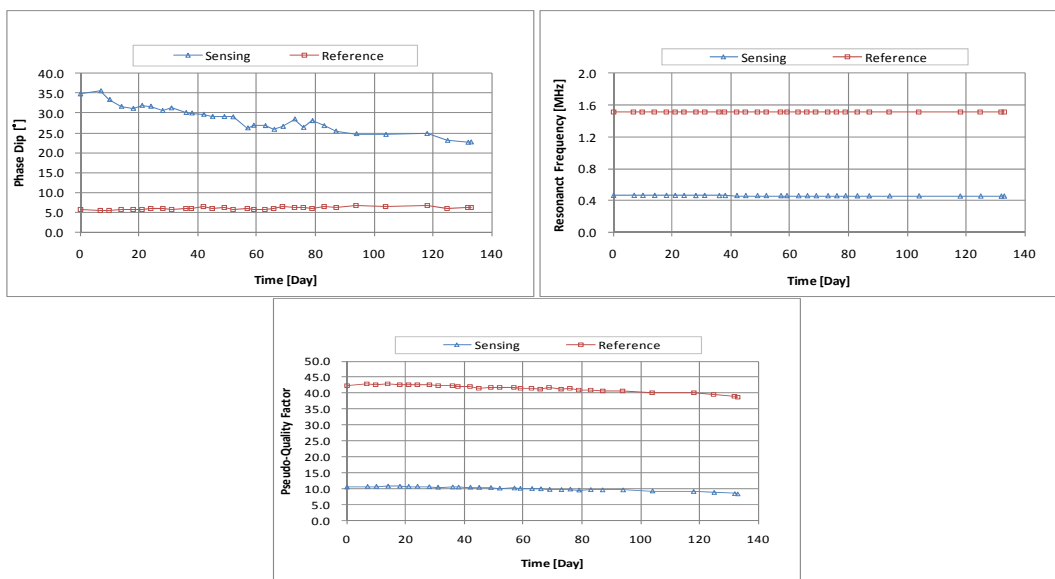 Sensing Reference
40.0
35.0
30.0
25.0
20.0
15.0
10.0
5.0
0.0
Phase Dip [°]
0 20 40 60 80 100 120 140
Time [Day]
Sensing Reference
2.0
1.6
1.2
0.8
0.4
0.0
Resonanct Frequency [MHz]
0 20 40 60 80 100 120 140
Time [Day]
Sensing Reference
50.0
45.0
40.0
35.0
30.0
25.0
20.0
15.0
10.0
5.0
0.0
Pseudo-Quality Factor
0 20 40 60 80 100 120 140
Time [Day]